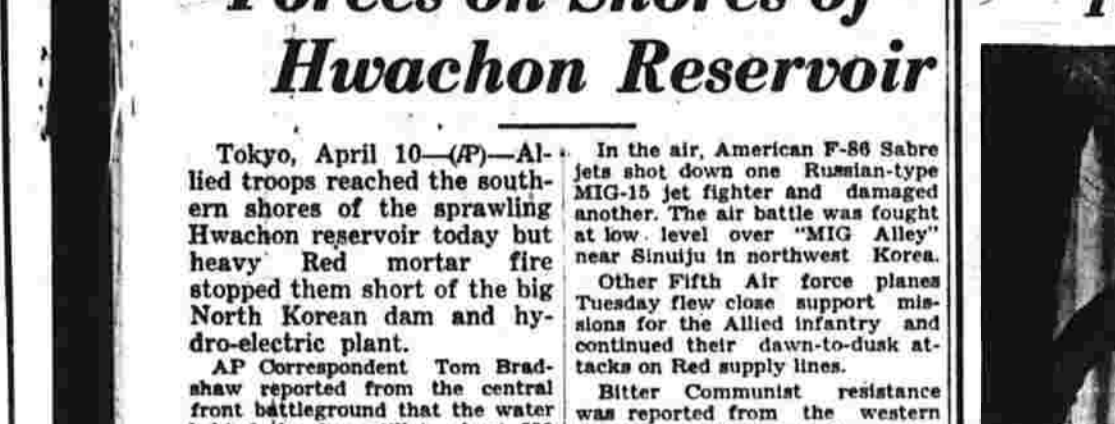 Forces on Shores of
Hwachon Reservoir
Tokyo, April 10—(AP)—Al-
lied troops reached the south-
ern shores of the sprawling
Hwachon reservoir today but
heavy Red mortar fire
stopped them short of the big
North Korean dam and hy-
dro-electric plant.
AP Correspondent Tom Brad-
shaw reported from the central
front battleground that the water
In the air, American F-86 Sabre
jets shot down one Russian-type
MIG-15 jet fighter and damaged
another. The air battle was fought
at low level over "MIG Alley"
near Sinuiju in northwest Korea.
Other Fifth Air force planes
Tuesday flew close support mis-
sions for the Allied infantry and
continued their dawn-to-dusk at-
tacks on Red supply lines.
Bitter Communist resistance
was reported from the western